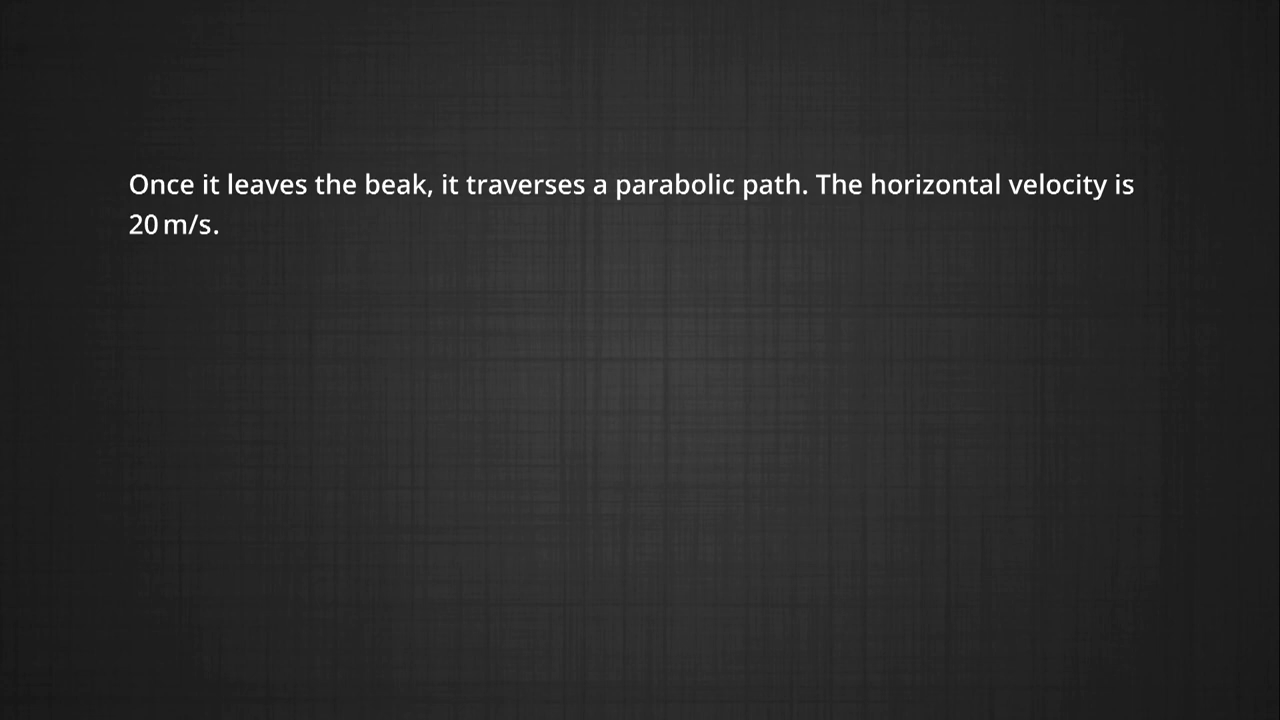 Once it leaves the beak, it traverses a parabolic path. The horizontal velocity is
20 m/s.